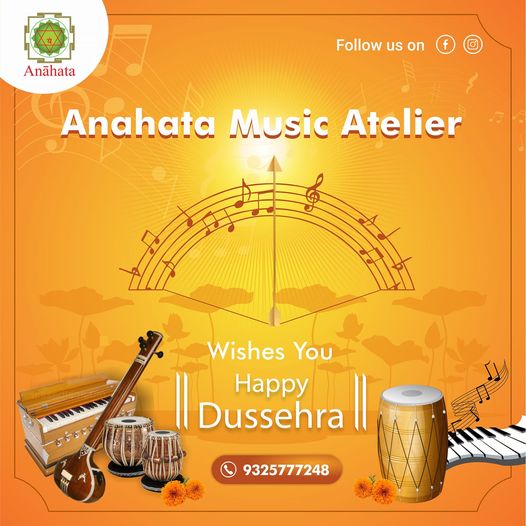 Anāhata
Follow us on
Anahata Music Atelier
Wishes You
Happy
|| Dussehra ||
9325777248